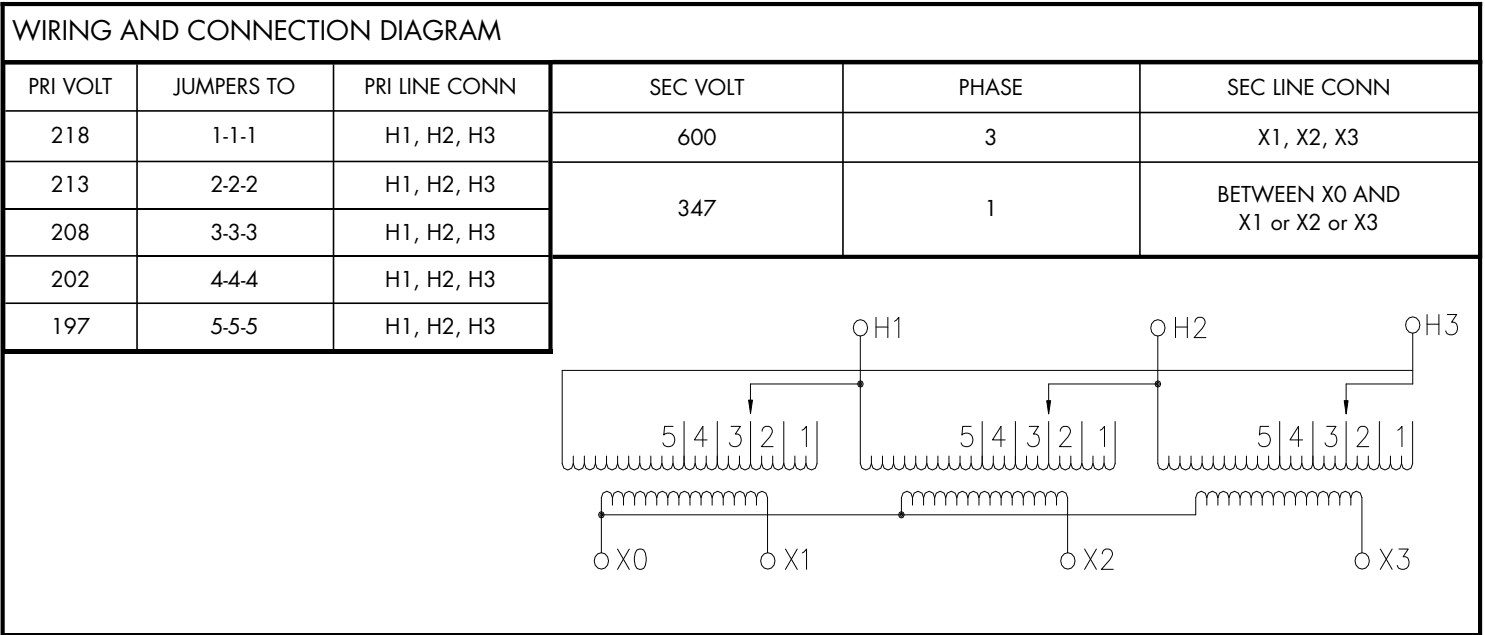 WIRING AND CONNECTION DIAGRAM
PRI VOLT JUMPERS TO PRI LINE CONN
218 1-1-1 H1, H2, H3
213 2-2-2 H1, H2, H3
208 3-3-3 H1, H2, H3
202 4-4-4 H1, H2, H3
197 5-5-5 H1, H2, H3
SEC VOLT PHASE SEC LINE CONN
600 3 X1, X2, X3
347 1 BETWEEN X0 AND
X1 or X2 or X3
H1 H2 H3
5 4 3 2 1 5 4 3 2 1 5 4 3 2 1
X0 X1 X2 X3